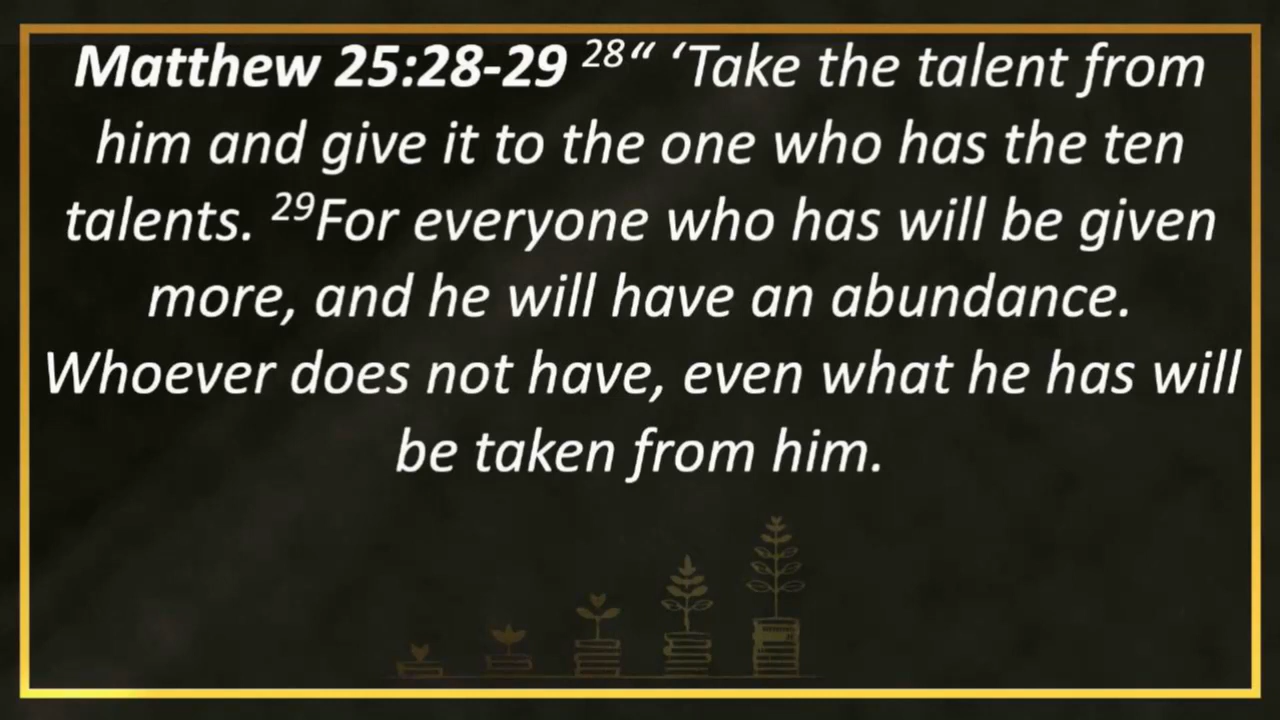 Matthew 25:28-29 28“ ‘Take the talent from
him and give it to the one who has the ten
talents. 29For everyone who has will be given
more, and he will have an abundance.
Whoever does not have, even what he has will
be taken from him.